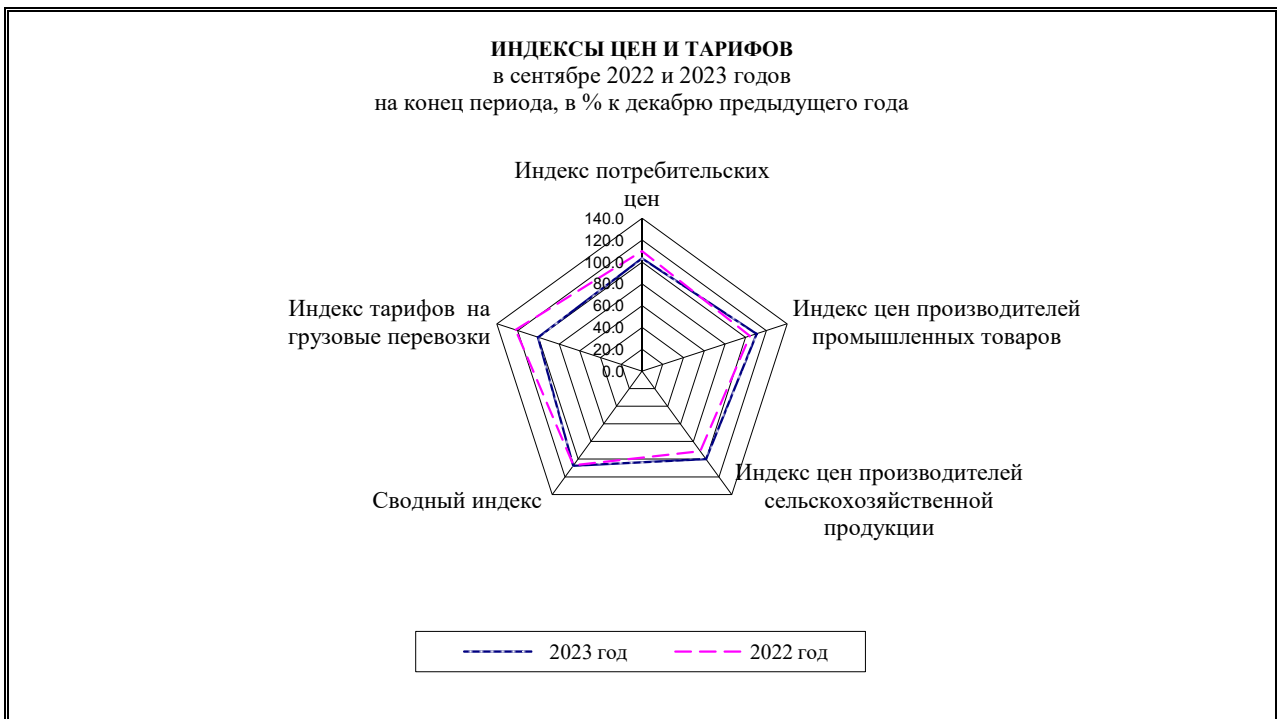 ИНДЕКСЫ ЦЕН И ТАРИФОВ
в сентябре 2022 и 2023 годов
на конец периода, в % к декабрю предыдущего года
Индекс потребительских
цен
140.0
120.0
100.0
80.0
60.0
40.0
20.0
0.0
Индекс тарифов на
грузовые перевозки
Индекс цен производителей
промышленных товаров
Индекс цен производителей
сельскохозяйственной
продукции
Сводный индекс
2023 год
2022 год